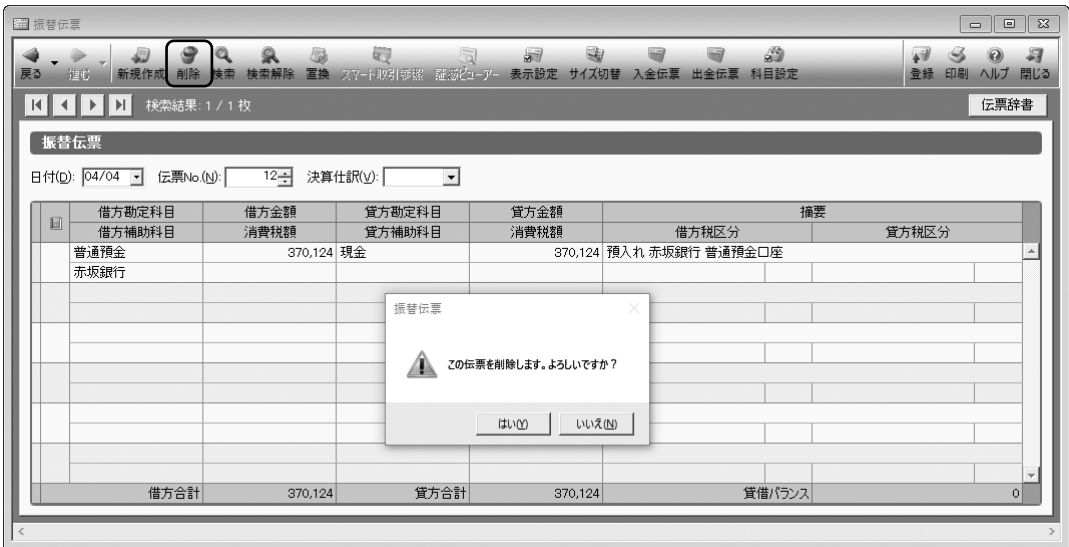 振替伝票
戻る 進む 新規作成 削除 検索 検索解除 置換 スマート取引参照 証憑ビューアー 表示設定 サイズ切替 入金伝票 出金伝票 科目設定 登録 印刷 ヘルプ 閉じる
検索結果: 1 / 1 枚 伝票辞書
振替伝票
日付(D): 04/04 伝票No.(N): 12 決算仕訳(V):
借方勘定科目 借方金額 貸方勘定科目 貸方金額 摘要
借方補助科目 消費税額 貸方補助科目 消費税額 借方税区分 貸方税区分
普通預金 370,124 現金 370,124 預入れ 赤坂銀行 普通預金口座
赤坂銀行
振替伝票
この伝票を削除します。よろしいですか？
はい(Y) いいえ(N)
借方合計 370,124 貸方合計 370,124 貸借バランス 0